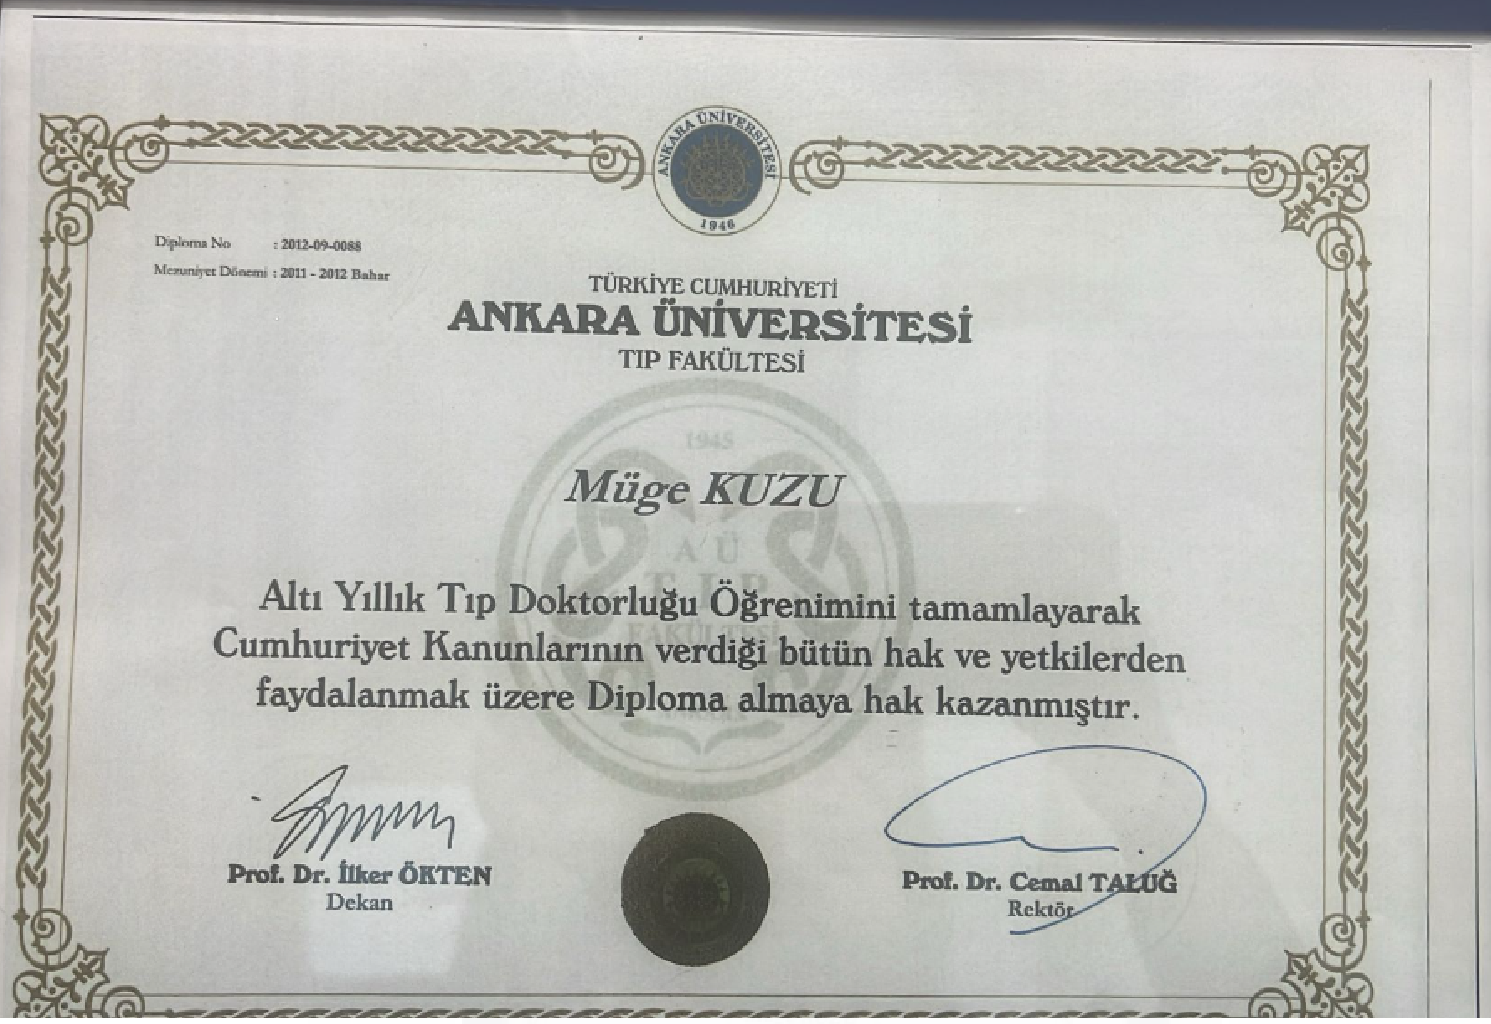 ANKARA ÜNİVERSİTESİ
1946
Diploma No : 2012-09-0088
Mezuniyet Dönemi : 2011 - 2012 Bahar
TÜRKİYE CUMHURİYETİ
ANKARA ÜNİVERSİTESİ
TIP FAKÜLTESİ
1945
Müge KUZU
A Ü
TIP
FAKÜLTESİ
Altı Yıllık Tıp Doktorluğu Öğrenimini tamamlayarak
Cumhuriyet Kanunlarının verdiği bütün hak ve yetkilerden
faydalanmak üzere Diploma almaya hak kazanmıştır.
ANKARA
Prof. Dr. İlker ÖKTEN
Dekan
Prof. Dr. Cemal TALUĞ
Rektör